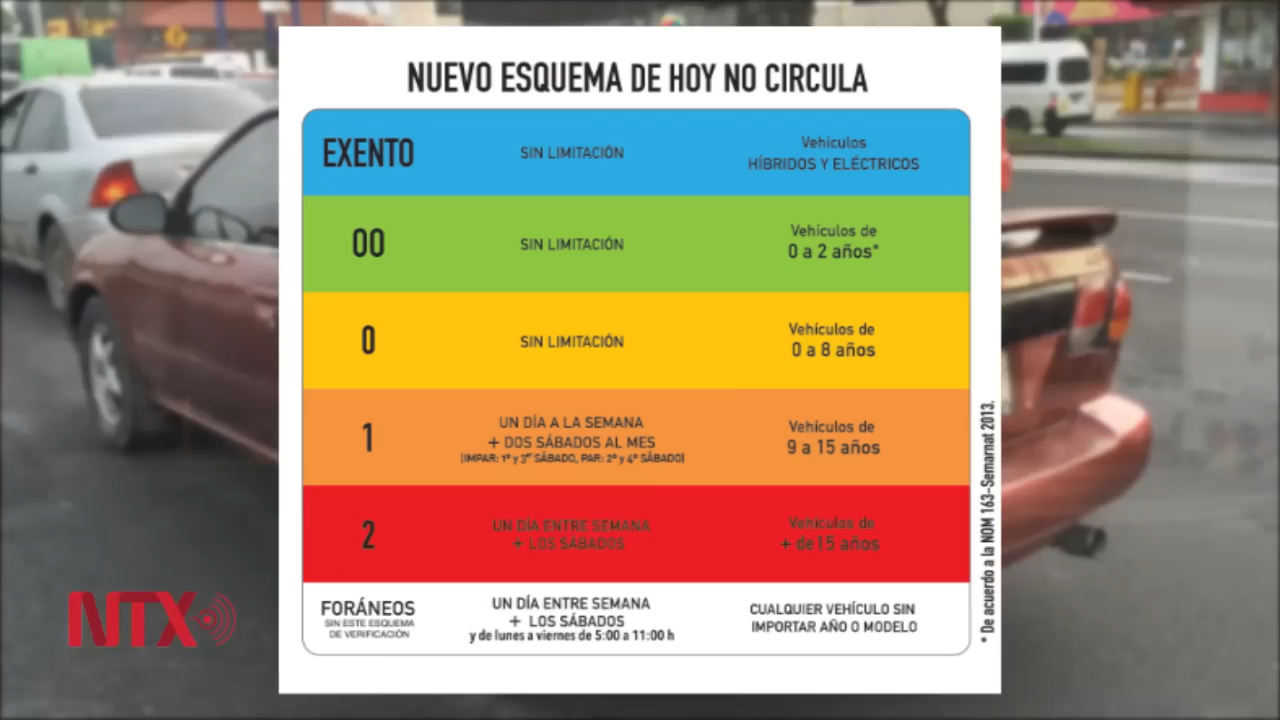 NUEVO ESQUEMA DE HOY NO CIRCULA
EXENTO
SIN LIMITACIÓN
Vehículos
HÍBRIDOS Y ELÉCTRICOS
00
SIN LIMITACIÓN
Vehículos de
0 a 2 años*
0
SIN LIMITACIÓN
Vehículos de
0 a 8 años
1
UN DÍA A LA SEMANA
+ DOS SÁBADOS AL MES
(IMPAR: 1º y 3er SÁBADO, PAR: 2º y 4º SÁBADO)
Vehículos de
9 a 15 años
2
UN DÍA ENTRE SEMANA
+ LOS SÁBADOS
Vehículos de
+ de15 años
FORÁNEOS
SIN ESTE ESQUEMA
DE VERIFICACIÓN
UN DÍA ENTRE SEMANA
+ LOS SÁBADOS
y de lunes a viernes de 5:00 a 11:00 h
CUALQUIER VEHÍCULO SIN
IMPORTAR AÑO O MODELO
* De acuerdo a la NOM 163-Semarnat 2013.
NTX